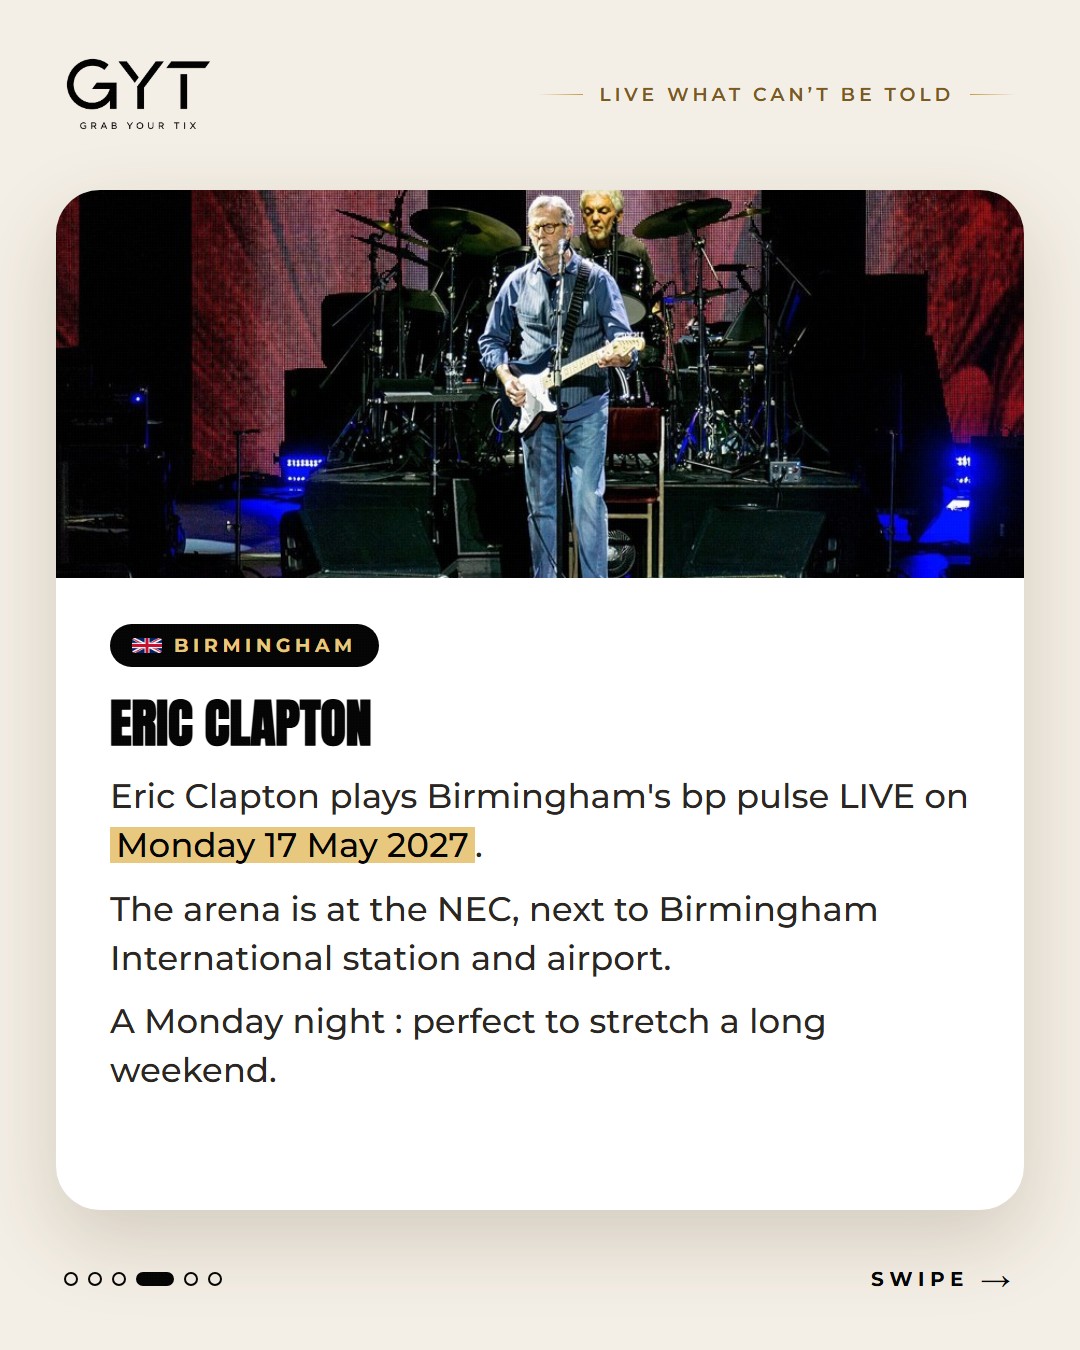 GYT
GRAB YOUR TIX
LIVE WHAT CAN’T BE TOLD
BIRMINGHAM
ERIC CLAPTON
Eric Clapton plays Birmingham's bp pulse LIVE on
Monday 17 May 2027.
The arena is at the NEC, next to Birmingham
International station and airport.
A Monday night : perfect to stretch a long
weekend.
SWIPE →